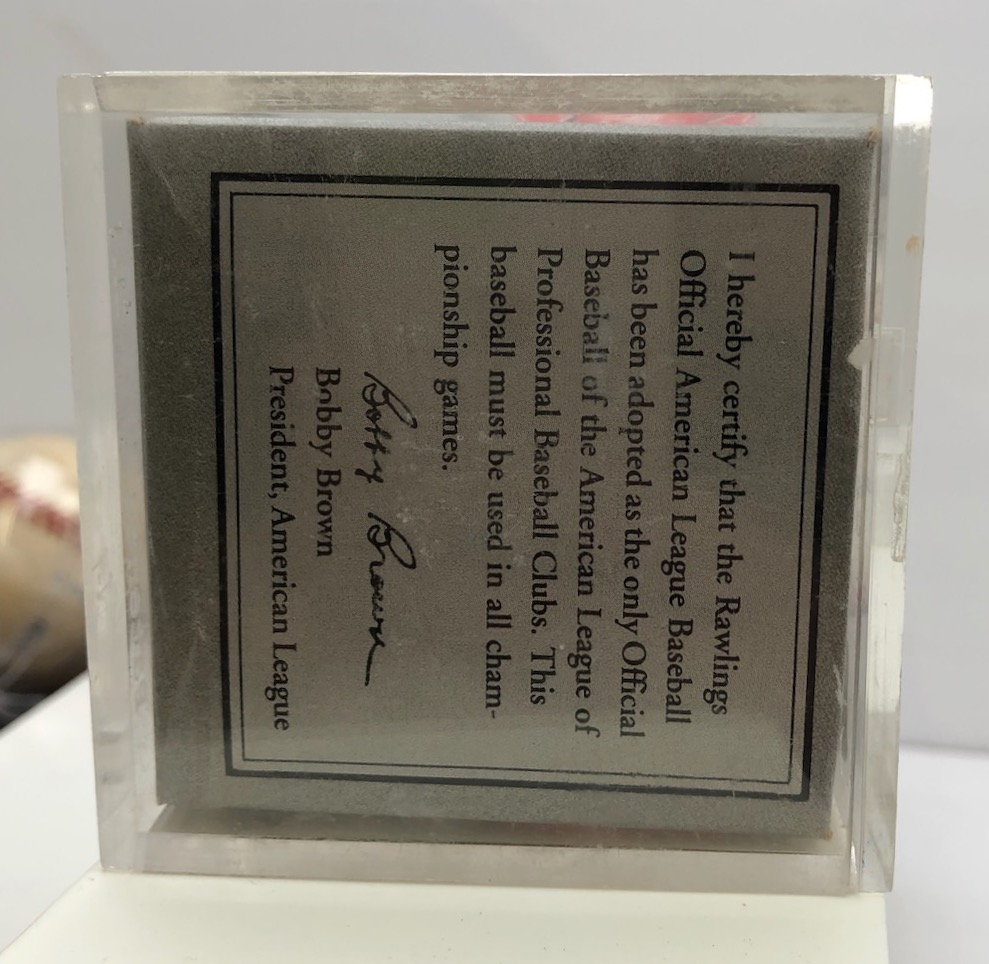 I hereby certify that the Rawlings
Official American League Baseball
has been adopted as the only Official
Baseball of the American League of
Professional Baseball Clubs. This
baseball must be used in all cham-
pionship games.
Bobby Brown
Bobby Brown
President, American League